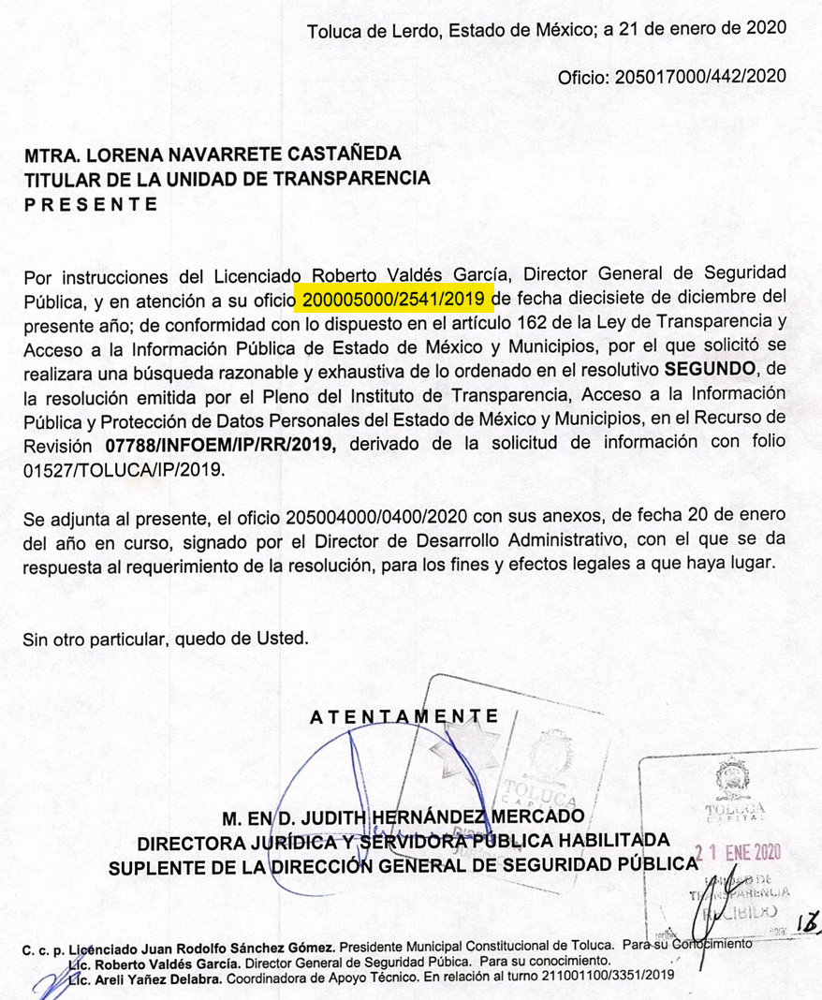 Toluca de Lerdo, Estado de México; a 21 de enero de 2020
Oficio: 205017000/442/2020
MTRA. LORENA NAVARRETE CASTAÑEDA
TITULAR DE LA UNIDAD DE TRANSPARENCIA
P R E S E N T E
Por instrucciones del Licenciado Roberto Valdés García, Director General de Seguridad
Pública, y en atención a su oficio 200005000/2541/2019 de fecha diecisiete de diciembre del
presente año; de conformidad con lo dispuesto en el artículo 162 de la Ley de Transparencia y
Acceso a la Información Pública de Estado de México y Municipios, por el que solicitó se
realizara una búsqueda razonable y exhaustiva de lo ordenado en el resolutivo SEGUNDO, de
la resolución emitida por el Pleno del Instituto de Transparencia, Acceso a la Información
Pública y Protección de Datos Personales del Estado de México y Municipios, en el Recurso de
Revisión 07788/INFOEM/IP/RR/2019, derivado de la solicitud de información con folio
01527/TOLUCA/IP/2019.
Se adjunta al presente, el oficio 205004000/0400/2020 con sus anexos, de fecha 20 de enero
del año en curso, signado por el Director de Desarrollo Administrativo, con el que se da
respuesta al requerimiento de la resolución, para los fines y efectos legales a que haya lugar.
Sin otro particular, quedo de Usted.
A T E N T A M E N T E
TOLUCA
CAPITAL
M. EN D. JUDITH HERNÁNDEZ MERCADO
DIRECTORA JURÍDICA Y SERVIDORA PÚBLICA HABILITADA
SUPLENTE DE LA DIRECCIÓN GENERAL DE SEGURIDAD PÚBLICA
TOLUCA
CAPITAL
21 ENE 2020
UNIDAD DE
TRANSPARENCIA
RECIBIDO
C. c. p. Licenciado Juan Rodolfo Sánchez Gómez. Presidente Municipal Constitucional de Toluca. Para su Conocimiento
Lic. Roberto Valdés García. Director General de Seguridad Púbica. Para su conocimiento.
Lic. Areli Yañez Delabra. Coordinadora de Apoyo Técnico. En relación al turno 211001100/3351/2019